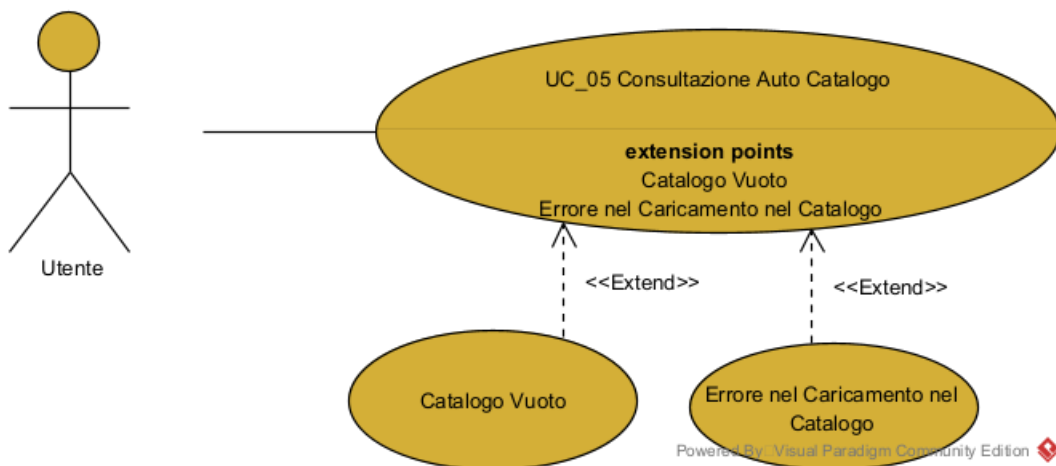 UC_05 Consultazione Auto Catalogo
extension points
Catalogo Vuoto
Errore nel Caricamento nel Catalogo
Utente
<<Extend>>
<<Extend>>
Catalogo Vuoto
Errore nel Caricamento nel
Catalogo
Powered By Visual Paradigm Community Edition